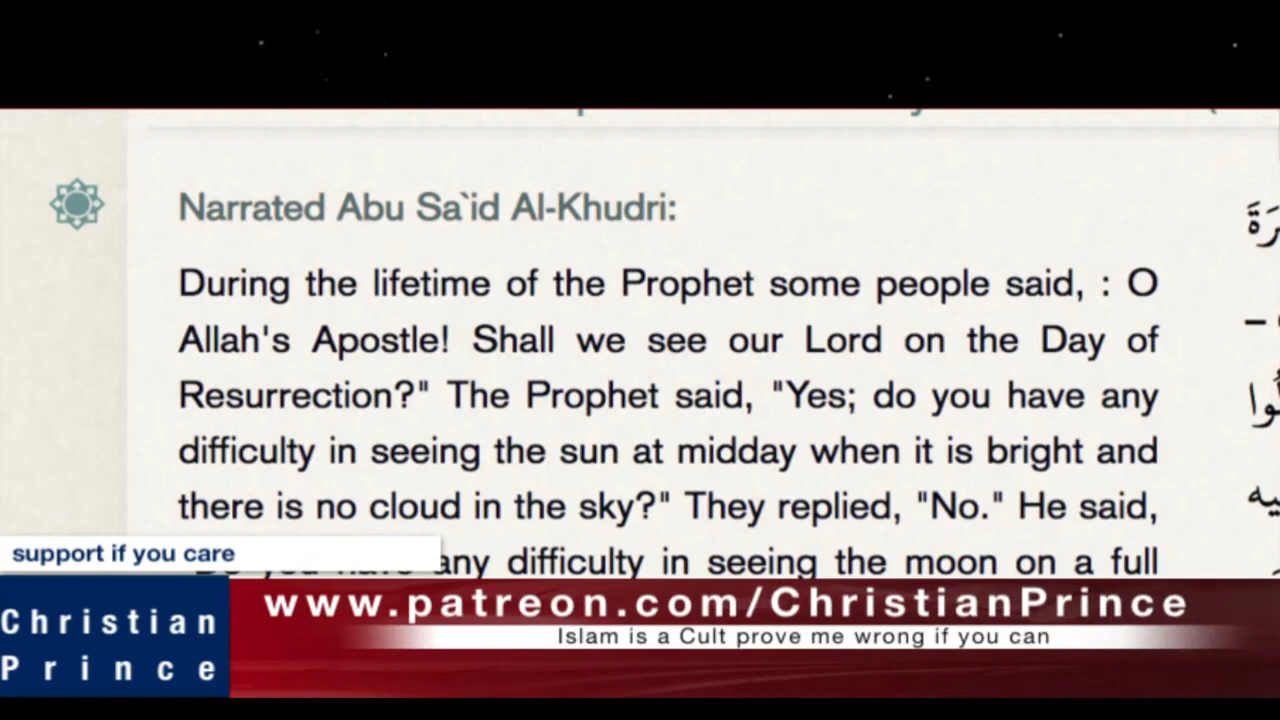 Narrated Abu Sa`id Al-Khudri:
During the lifetime of the Prophet some people said, : O
Allah's Apostle! Shall we see our Lord on the Day of
Resurrection?" The Prophet said, "Yes; do you have any
difficulty in seeing the sun at midday when it is bright and
there is no cloud in the sky?" They replied, "No." He said,
any difficulty in seeing the moon on a full
support if you care
Christian
Prince
www.patreon.com/ChristianPrince
Islam is a Cult prove me wrong if you can